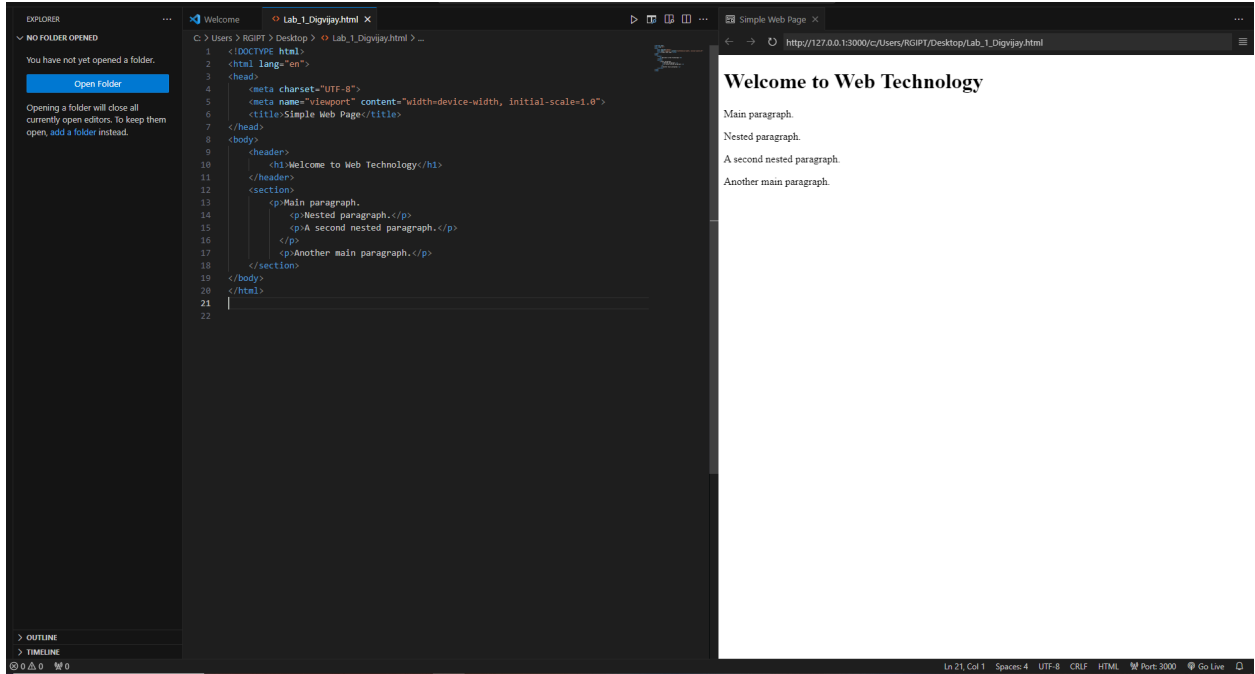 EXPLORER ...
NO FOLDER OPENED
You have not yet opened a folder.
Open Folder
Opening a folder will close all
currently open editors. To keep them
open, add a folder instead.
OUTLINE
TIMELINE
Welcome <> Lab_1_Digvijay.html ×
C: > Users > RGIPT > Desktop > <> Lab_1_Digvijay.html > ...
1 <!DOCTYPE html>
2 <html lang="en">
3 <head>
4 <meta charset="UTF-8">
5 <meta name="viewport" content="width=device-width, initial-scale=1.0">
6 <title>Simple Web Page</title>
7 </head>
8 <body>
9 <header>
10 <h1>Welcome to Web Technology</h1>
11 </header>
12 <section>
13 <p>Main paragraph.
14 <p>Nested paragraph.</p>
15 <p>A second nested paragraph.</p>
16 </p>
17 <p>Another main paragraph.</p>
18 </section>
19 </body>
20 </html>
21
22
Simple Web Page ×
http://127.0.0.1:3000/c:/Users/RGIPT/Desktop/Lab_1_Digvijay.html
Welcome to Web Technology
Main paragraph.
Nested paragraph.
A second nested paragraph.
Another main paragraph.
0 0 0 Ln 21, Col 1 Spaces: 4 UTF-8 CRLF HTML Port: 3000 Go Live